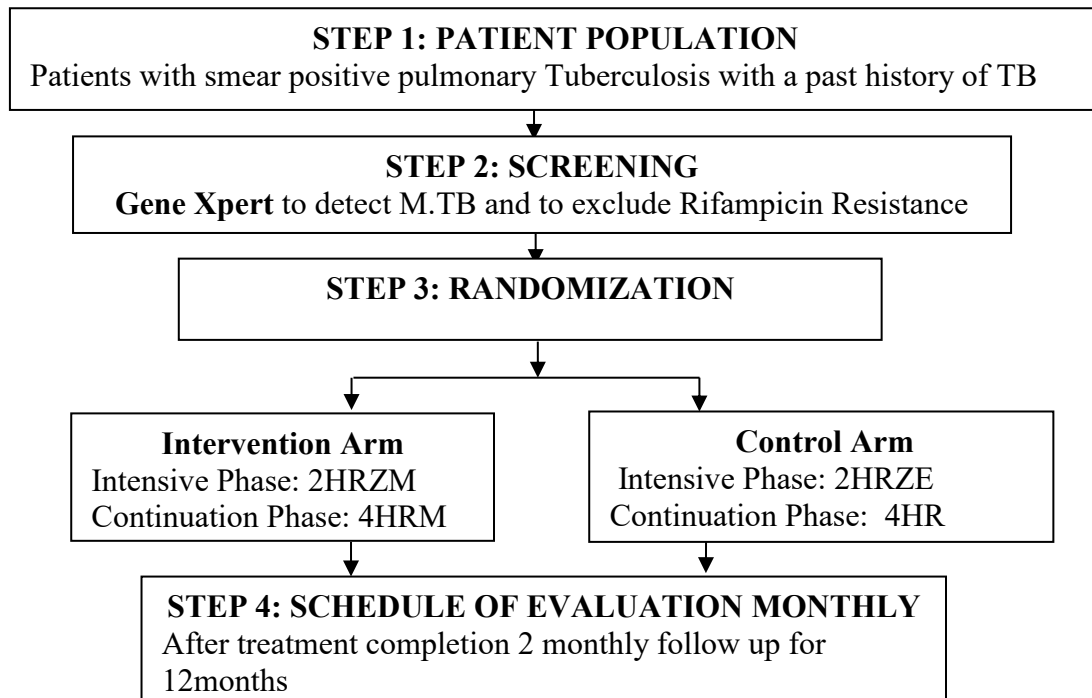 STEP 1: PATIENT POPULATION
Patients with smear positive pulmonary Tuberculosis with a past history of TB
STEP 2: SCREENING
Gene Xpert to detect M.TB and to exclude Rifampicin Resistance
STEP 3: RANDOMIZATION
Intervention Arm
Intensive Phase: 2HRZM
Continuation Phase: 4HRM
Control Arm
Intensive Phase: 2HRZE
Continuation Phase: 4HR
STEP 4: SCHEDULE OF EVALUATION MONTHLY
After treatment completion 2 monthly follow up for
12months